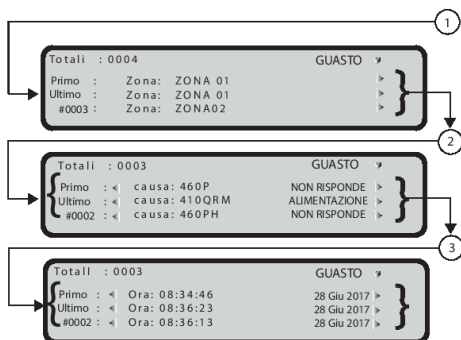 1
Totali : 0004 GUASTO
Primo : Zona: ZONA 01
Ultimo : Zona: ZONA 01
#0003 : Zona: ZONA02
2
Totali : 0003 GUASTO
Primo : causa: 460P NON RISPONDE
Ultimo : causa: 410QRM ALIMENTAZIONE
#0002 : causa: 460PH NON RISPONDE
3
Totali : 0003 GUASTO
Primo : Ora: 08:34:46 28 Giu 2017
Ultimo : Ora: 08:36:23 28 Giu 2017
#0002 : Ora: 08:36:13 28 Giu 2017